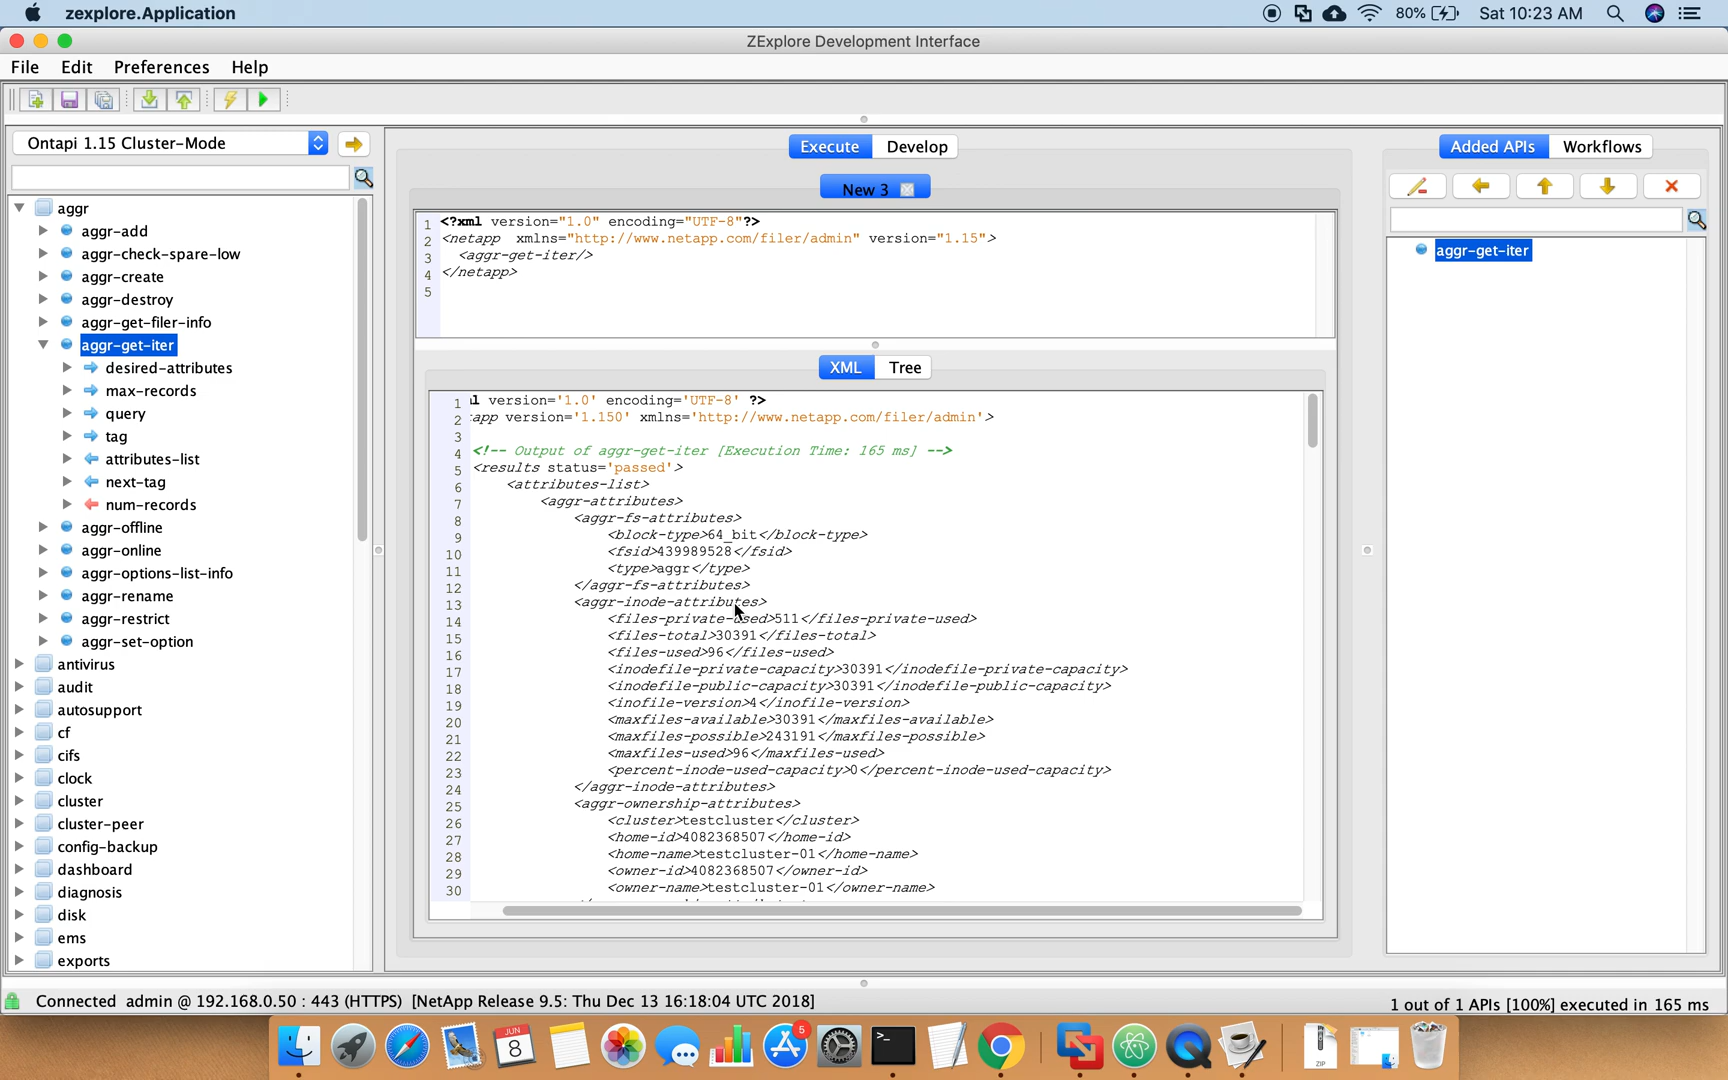 zexplore.Application
80%
Sat 10:23 AM
ZExplore Development Interface
File Edit Preferences Help
Ontapi 1.15 Cluster-Mode
aggr
aggr-add
aggr-check-spare-low
aggr-create
aggr-destroy
aggr-get-filer-info
aggr-get-iter
desired-attributes
max-records
query
tag
attributes-list
next-tag
num-records
aggr-offline
aggr-online
aggr-options-list-info
aggr-rename
aggr-restrict
aggr-set-option
antivirus
audit
autosupport
cf
cifs
clock
cluster
cluster-peer
config-backup
dashboard
diagnosis
disk
ems
exports
Execute Develop
New 3
1 <?xml version="1.0" encoding="UTF-8"?>
2 <netapp xmlns="http://www.netapp.com/filer/admin" version="1.15">
3 <aggr-get-iter/>
4 </netapp>
5
XML Tree
1 l version='1.0' encoding='UTF-8' ?>
2 app version='1.150' xmlns='http://www.netapp.com/filer/admin'>
3
4 <!-- Output of aggr-get-iter [Execution Time: 165 ms] -->
5 <results status='passed'>
6 <attributes-list>
7 <aggr-attributes>
8 <aggr-fs-attributes>
9 <block-type>64_bit</block-type>
10 <fsid>439989528</fsid>
11 <type>aggr</type>
12 </aggr-fs-attributes>
13 <aggr-inode-attributes>
14 <files-private-used>511</files-private-used>
15 <files-total>30391</files-total>
16 <files-used>96</files-used>
17 <inodefile-private-capacity>30391</inodefile-private-capacity>
18 <inodefile-public-capacity>30391</inodefile-public-capacity>
19 <inofile-version>4</inofile-version>
20 <maxfiles-available>30391</maxfiles-available>
21 <maxfiles-possible>243191</maxfiles-possible>
22 <maxfiles-used>96</maxfiles-used>
23 <percent-inode-used-capacity>0</percent-inode-used-capacity>
24 </aggr-inode-attributes>
25 <aggr-ownership-attributes>
26 <cluster>testcluster</cluster>
27 <home-id>4082368507</home-id>
28 <home-name>testcluster-01</home-name>
29 <owner-id>4082368507</owner-id>
30 <owner-name>testcluster-01</owner-name>
Added APIs Workflows
aggr-get-iter
Connected admin @ 192.168.0.50 : 443 (HTTPS) [NetApp Release 9.5: Thu Dec 13 16:18:04 UTC 2018]
1 out of 1 APIs [100%] executed in 165 ms
JUN
8
5
>_
ZIP